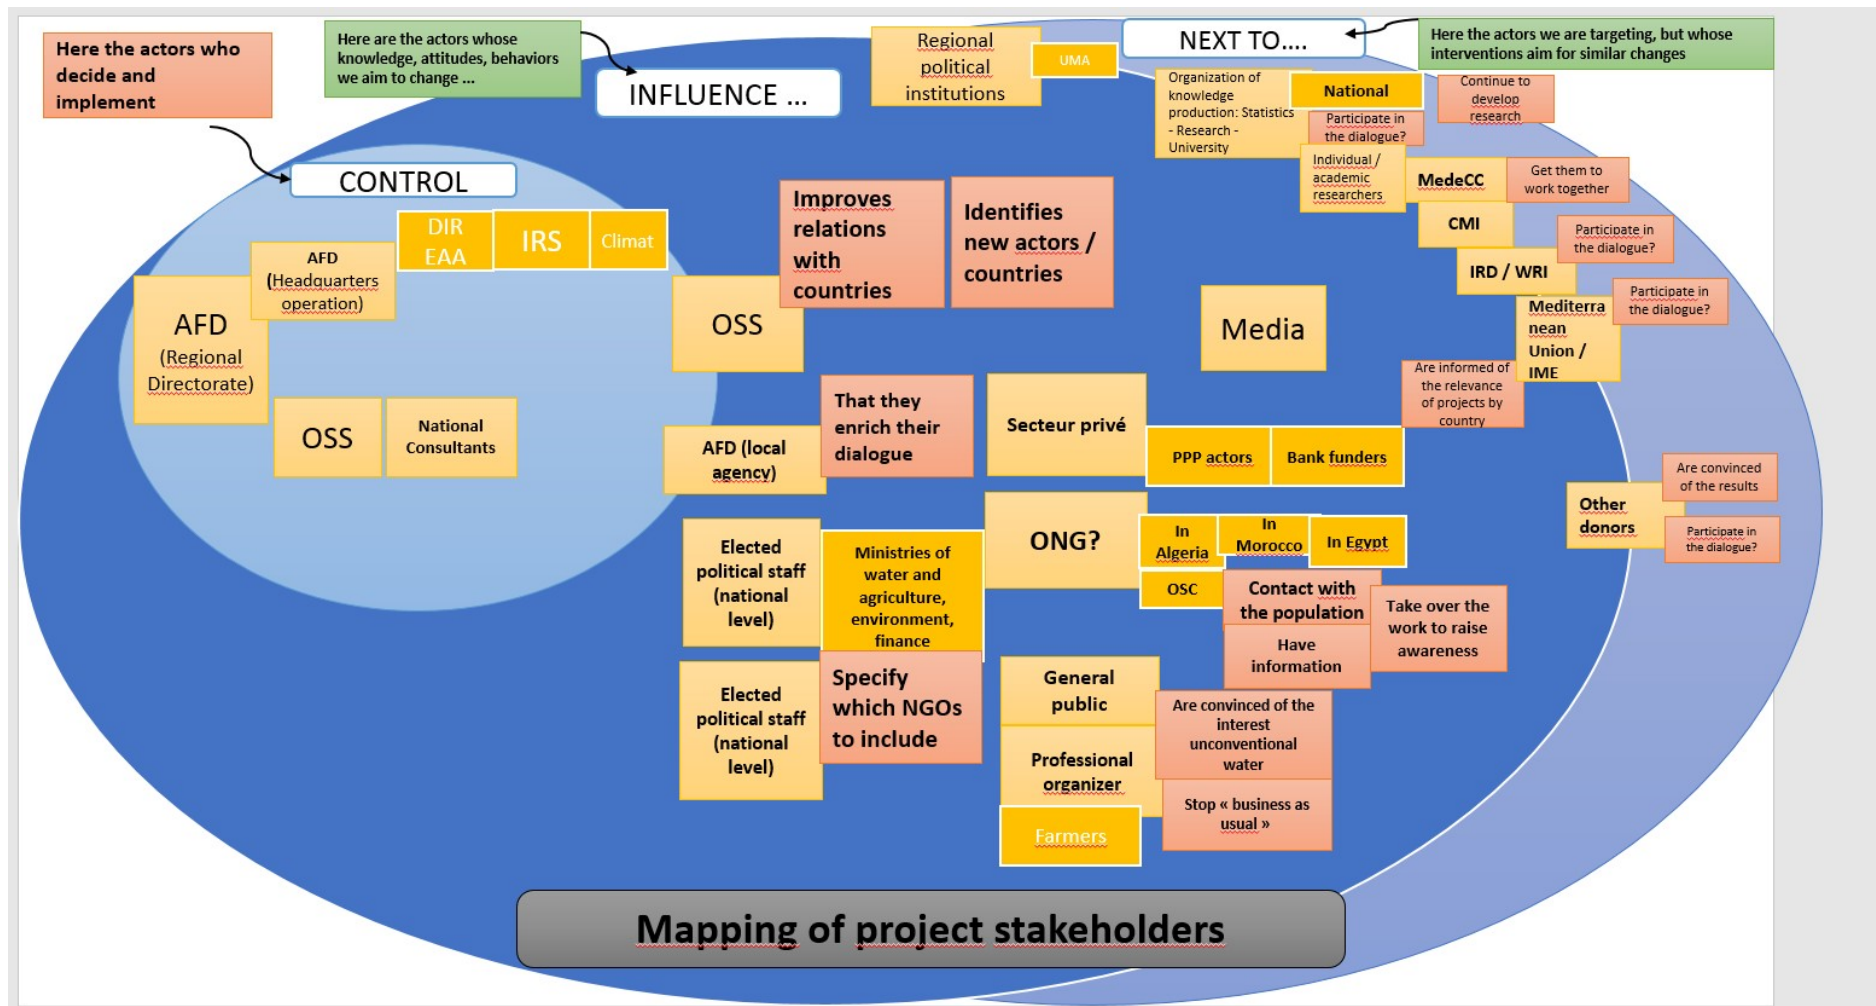 Here the actors who
decide and
implement
Here are the actors whose
knowledge, attitudes, behaviors
we aim to change ...
INFLUENCE ...
Regional
political
institutions
UMA
NEXT TO....
Here the actors we are targeting, but whose
interventions aim for similar changes
Organization of
knowledge
production: Statistics
- Research -
University
National
Continue to
develop
research
Participate in
the dialogue?
Individual /
academic
researchers
MedeCC
Get them to
work together
CMI
Participate in
the dialogue?
IRD / WRI
Participate in
the dialogue?
Mediterra
nean
Union /
IME
CONTROL
DIR
EAA
IRS
Climat
AFD
(Headquarters
operation)
AFD
(Regional
Directorate)
OSS
National
Consultants
OSS
Improves
relations
with
countries
Identifies
new actors /
countries
Media
Are informed of
the relevance
of projects by
country
AFD (local
agency)
That they
enrich their
dialogue
Secteur privé
PPP actors
Bank funders
Other
donors
Are convinced
of the results
Participate in
the dialogue?
Elected
political staff
(national
level)
Ministries of
water and
agriculture,
environment,
finance
ONG?
In
Algeria
In
Morocco
In Egypt
OSC
Contact with
the population
Have
information
Take over the
work to raise
awareness
Elected
political staff
(national
level)
Specify
which NGOs
to include
General
public
Professional
organizer
Farmers
Are convinced of the
interest
unconventional
water
Stop « business as
usual »
Mapping of project stakeholders